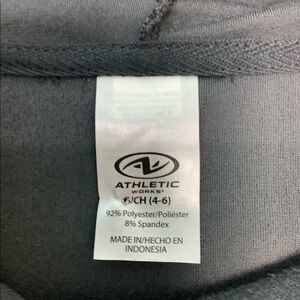 ATHLETIC
WORKS®
S/CH (4-6)
92% Polyester/Poliéster
8% Spandex
MADE IN/HECHO EN
INDONESIA